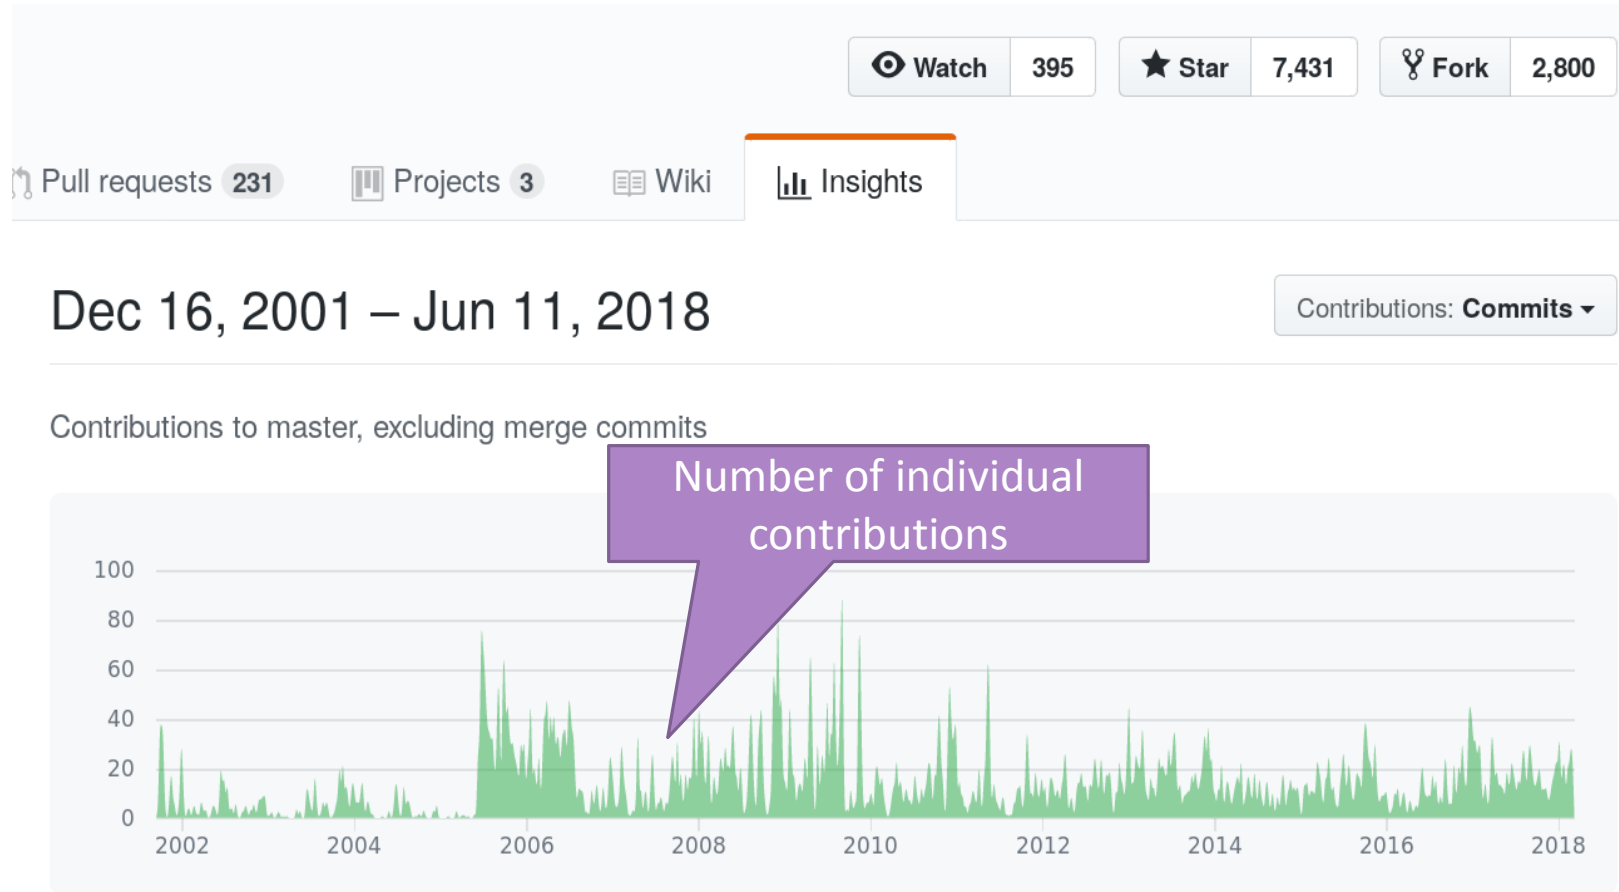 Watch 395 Star 7,431 Fork 2,800
Pull requests 231 Projects 3 Wiki Insights
Dec 16, 2001 – Jun 11, 2018
Contributions: Commits
Contributions to master, excluding merge commits
Number of individual
contributions
100
80
60
40
20
0
2002 2004 2006 2008 2010 2012 2014 2016 2018